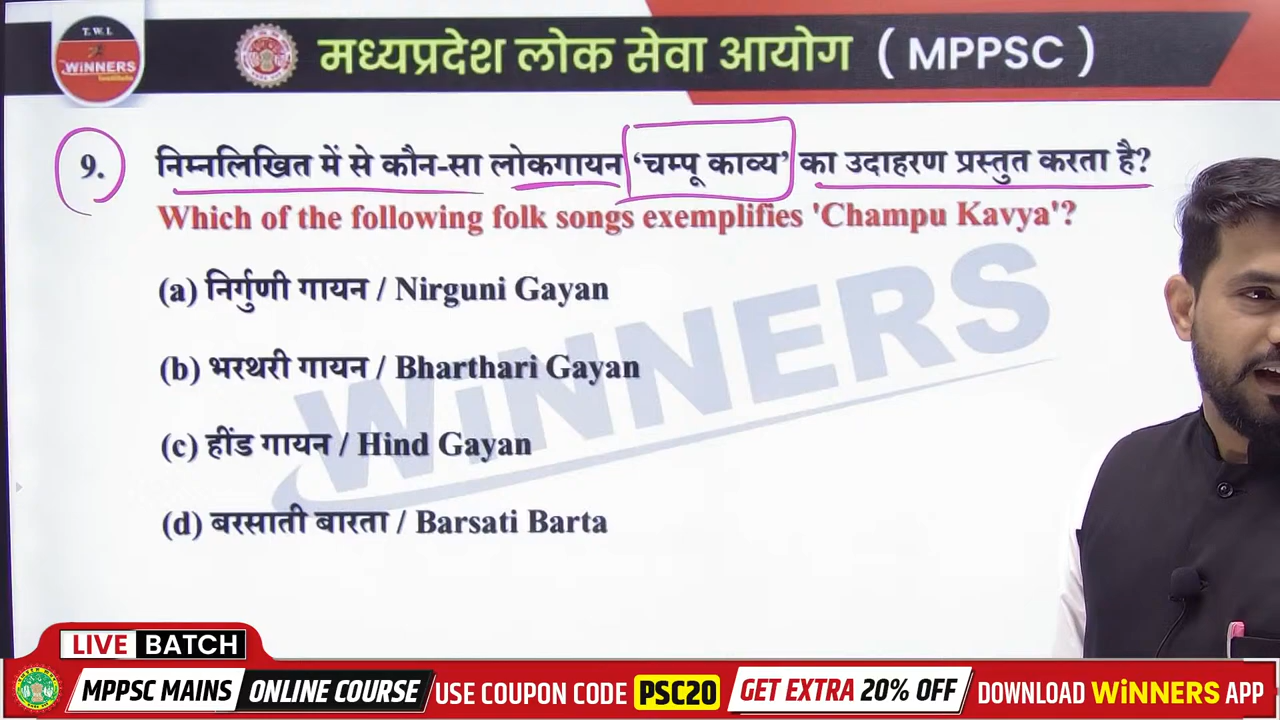 T. W. I.
WiNNERS
Institute
मध्यप्रदेश लोक सेवा आयोग ( MPPSC )
9. निम्नलिखित में से कौन-सा लोकगायन ‘चम्पू काव्य’ का उदाहरण प्रस्तुत करता है?
Which of the following folk songs exemplifies 'Champu Kavya'?
(a) निर्गुणी गायन / Nirguni Gayan
(b) भरथरी गायन / Bharthari Gayan
(c) हींड गायन / Hind Gayan
(d) बरसाती बारता / Barsati Barta
WiNNERS
LIVE BATCH
MPPSC MAINS ONLINE COURSE USE COUPON CODE PSC20 GET EXTRA 20% OFF DOWNLOAD WiNNERS APP